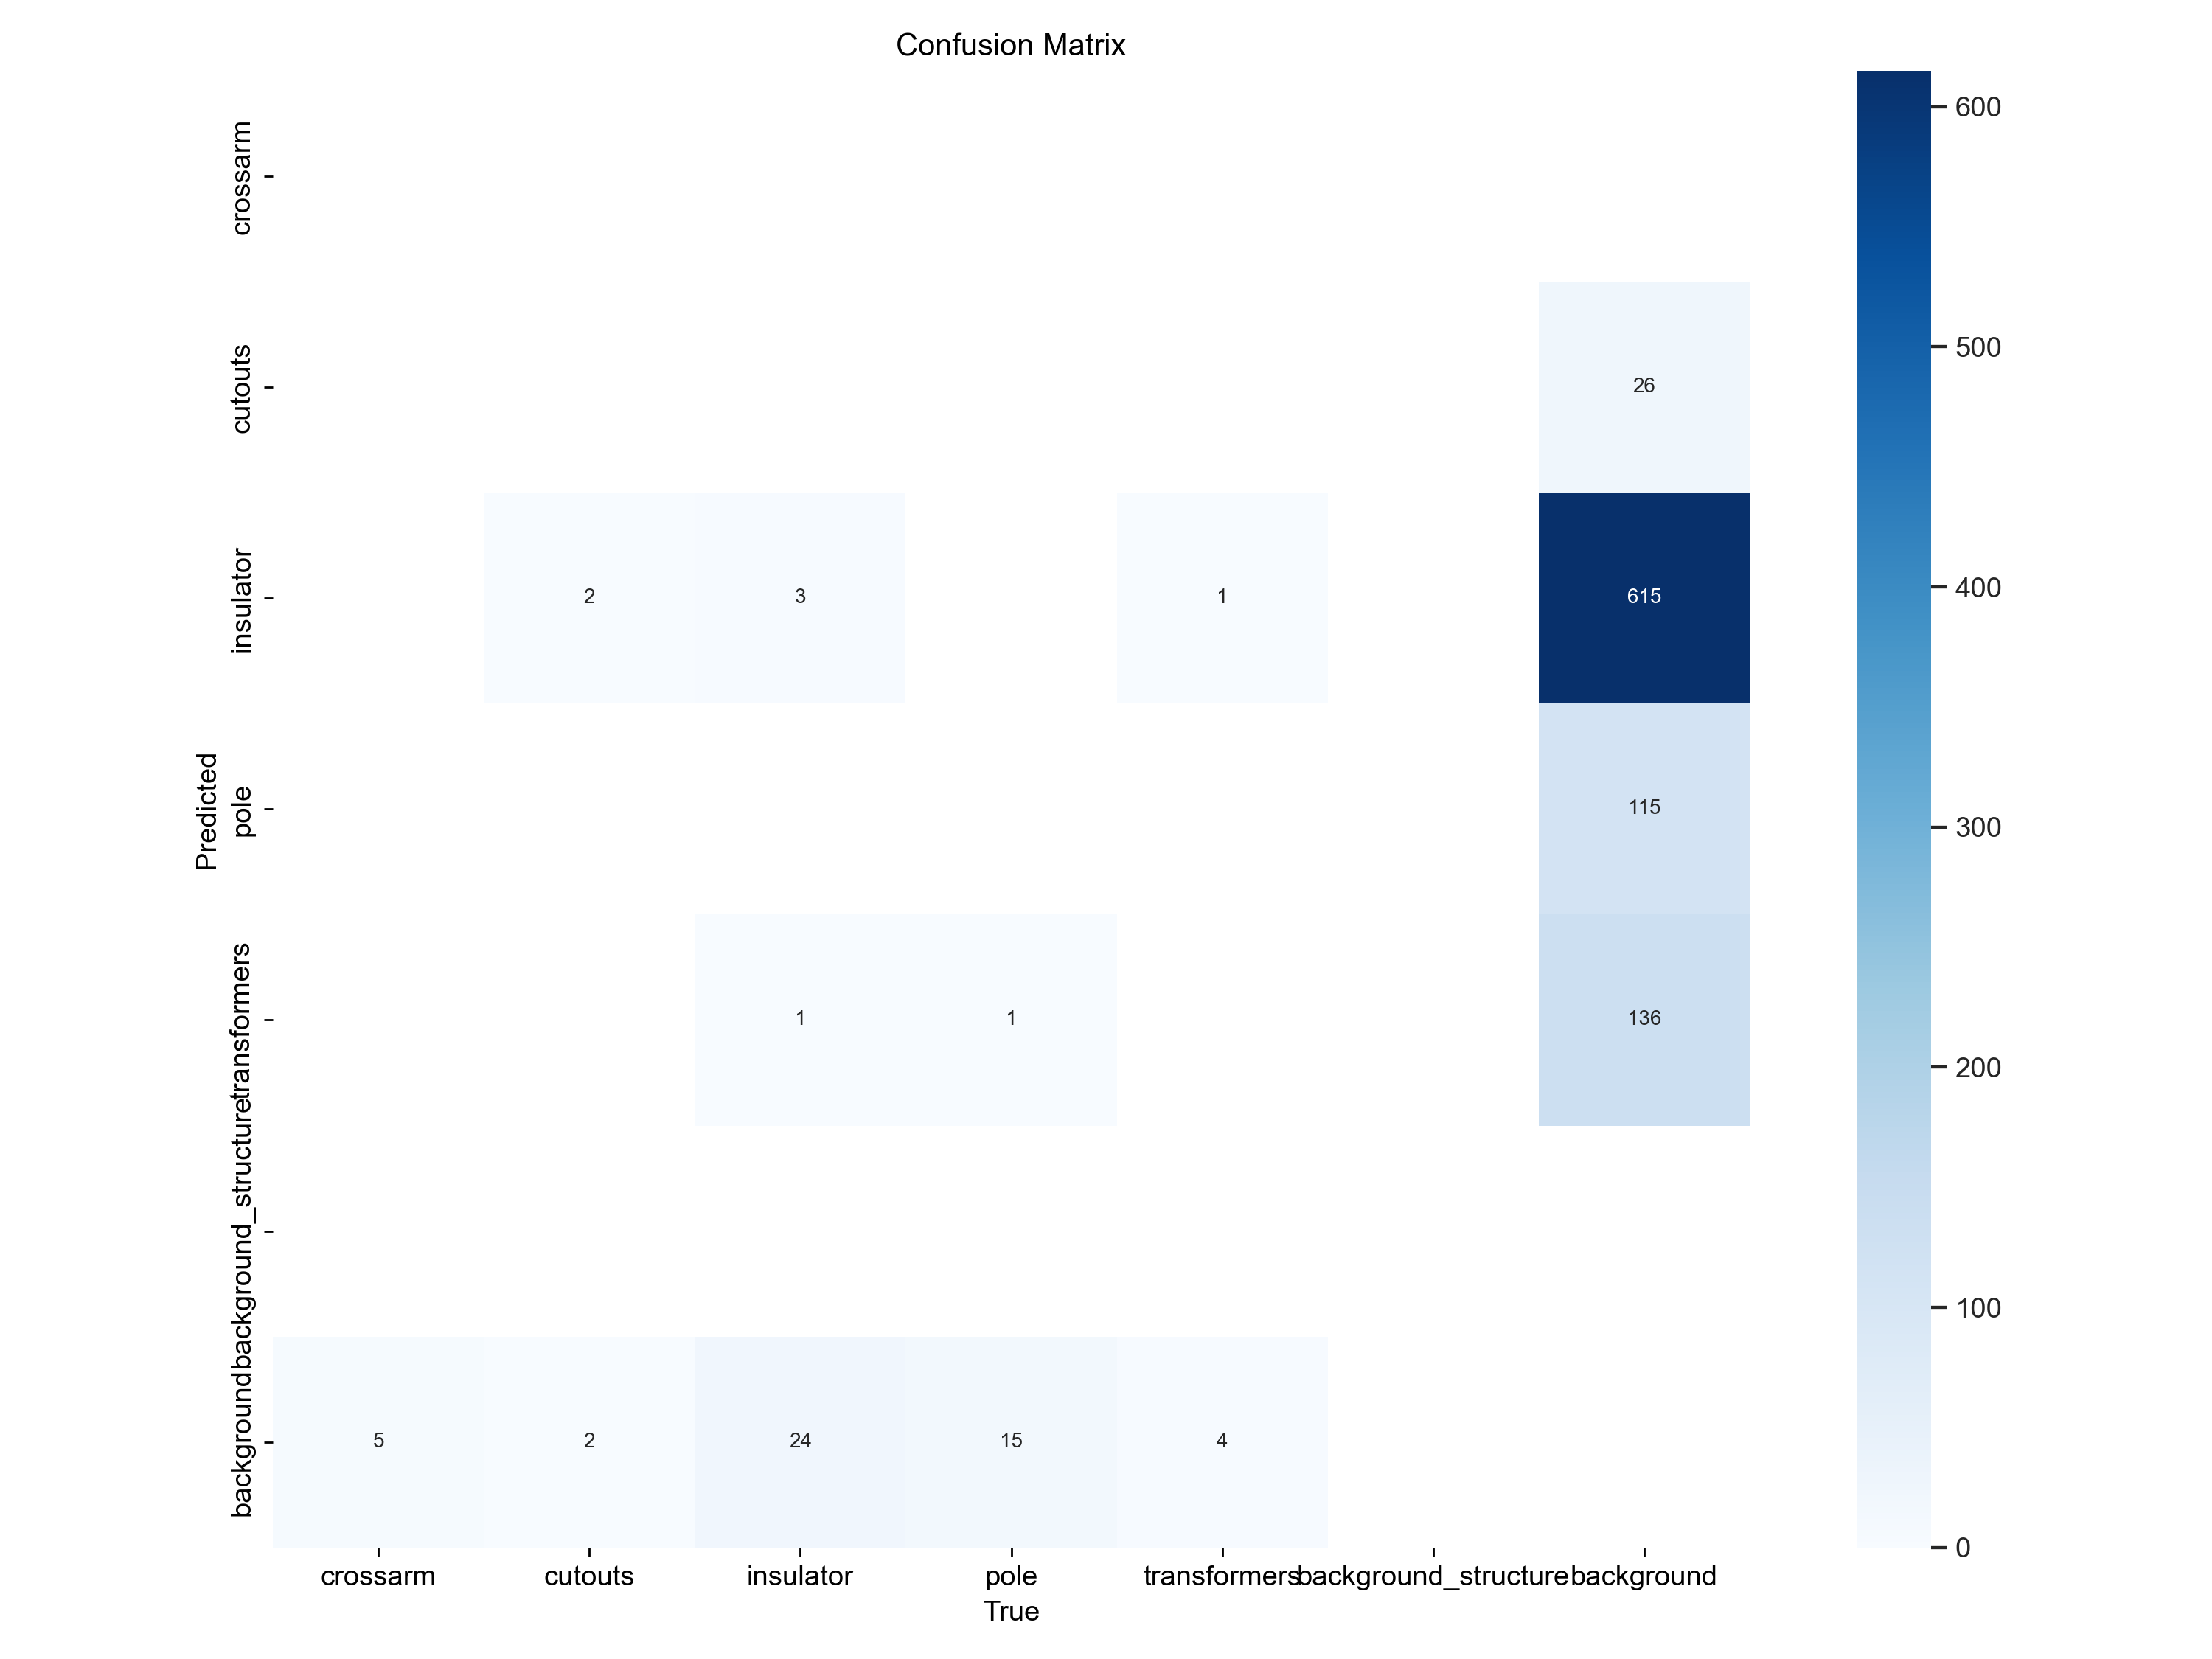 Confusion Matrix
600
crossarm
cutouts
26
500
insulator
2 3 1 615
400
Predicted
pole
115
300
transformers
1 1 136
200
background_structure
100
background
5 2 24 15 4
0
crossarm cutouts insulator pole transformers background_structure background
True